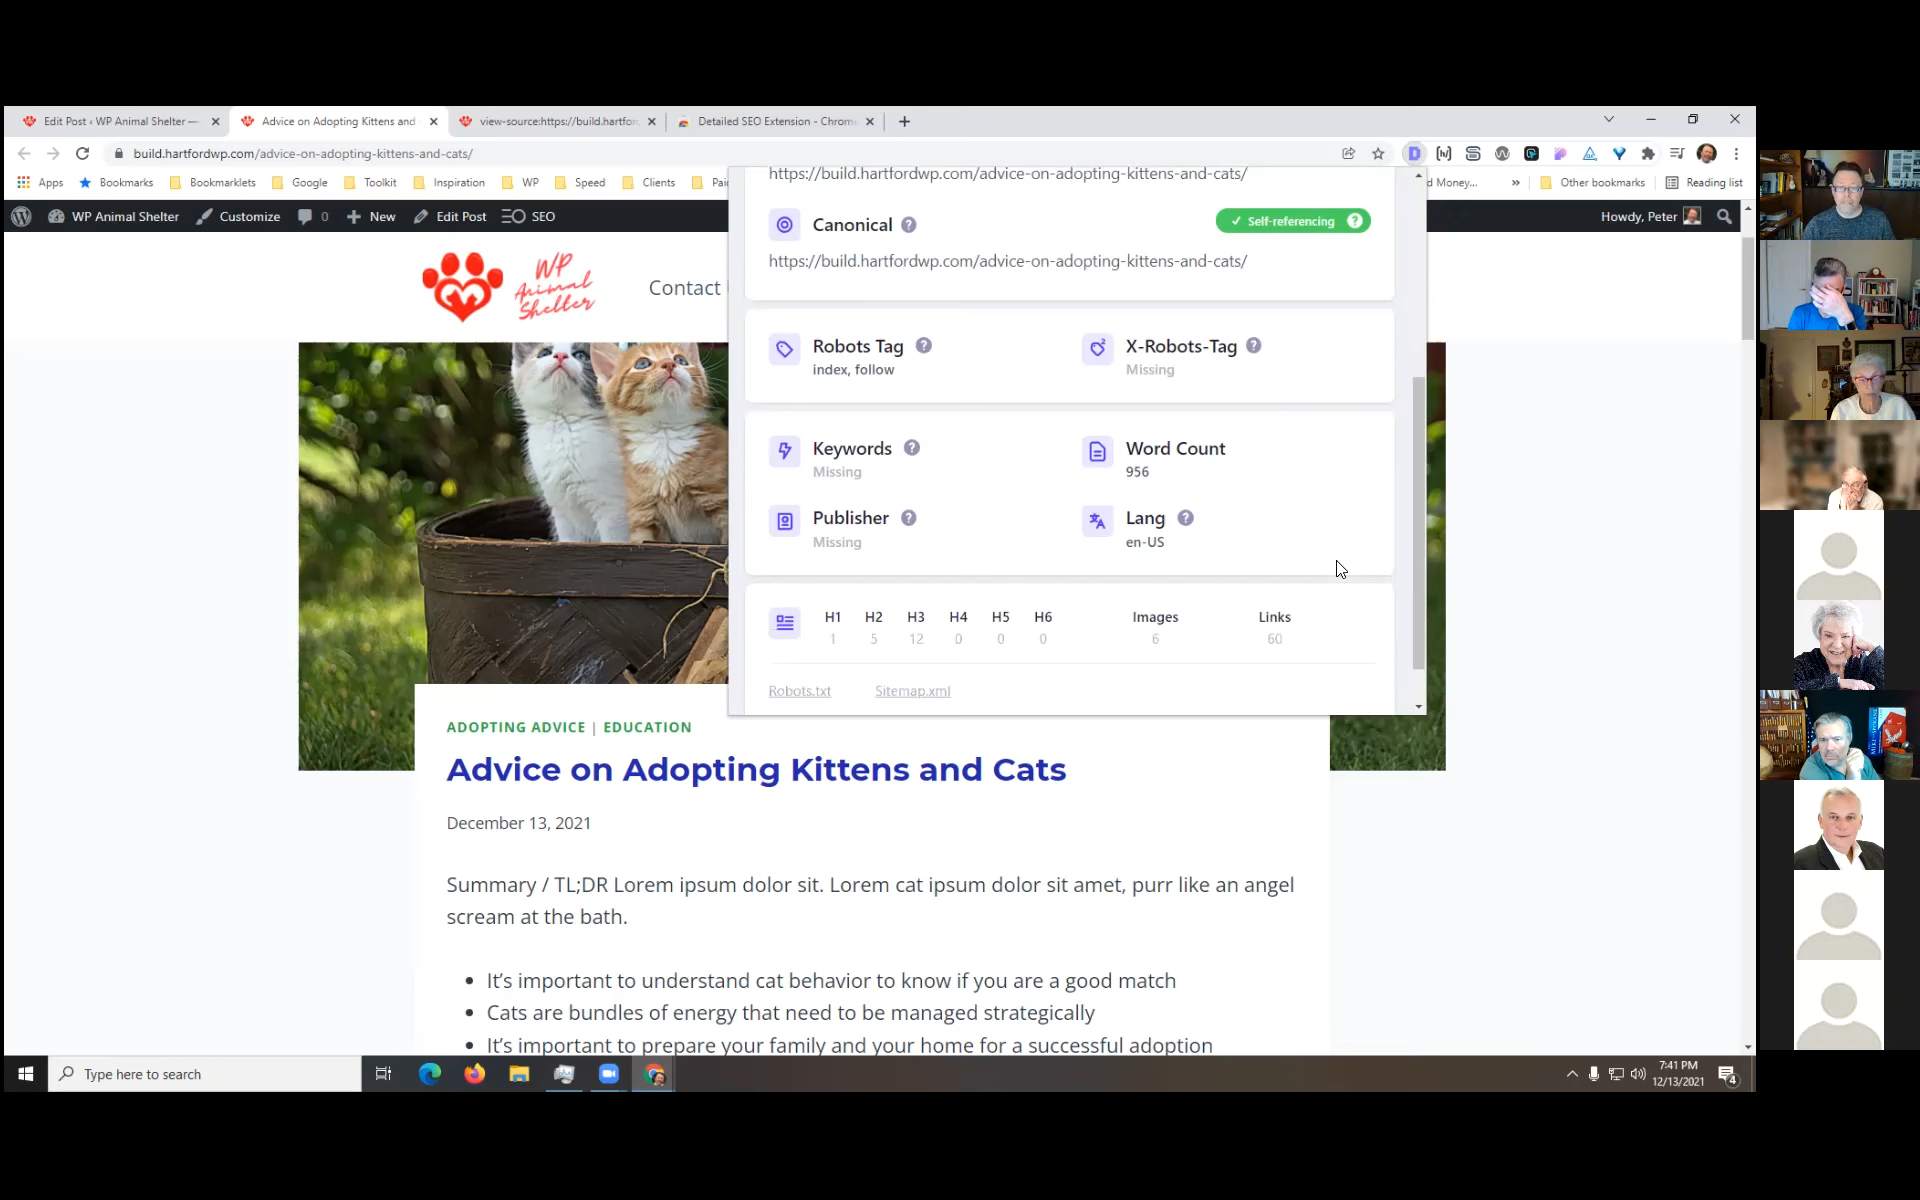 Edit Post ‹ WP Animal Shelter —
Advice on Adopting Kittens and
view-source:https://build.hartfor
Detailed SEO Extension - Chrom
build.hartfordwp.com/advice-on-adopting-kittens-and-cats/
Apps
Bookmarks
Bookmarklets
Google
Toolkit
Inspiration
WP
Speed
Clients
Paid
d Money...
»
Other bookmarks
Reading list
WP Animal Shelter
Customize
0
New
Edit Post
SEO
Howdy, Peter
WP
Animal
Shelter
Contact
https://build.hartfordwp.com/advice-on-adopting-kittens-and-cats/
Canonical
Self-referencing
https://build.hartfordwp.com/advice-on-adopting-kittens-and-cats/
Robots Tag
index, follow
X-Robots-Tag
Missing
Keywords
Missing
Word Count
956
Publisher
Missing
Lang
en-US
H1 H2 H3 H4 H5 H6 Images Links
1 5 12 0 0 0 6 60
Robots.txt
Sitemap.xml
ADOPTING ADVICE | EDUCATION
Advice on Adopting Kittens and Cats
December 13, 2021
Summary / TL;DR Lorem ipsum dolor sit. Lorem cat ipsum dolor sit amet, purr like an angel
scream at the bath.
• It’s important to understand cat behavior to know if you are a good match
• Cats are bundles of energy that need to be managed strategically
• It’s important to prepare your family and your home for a successful adoption
Type here to search
7:41 PM
12/13/2021
4